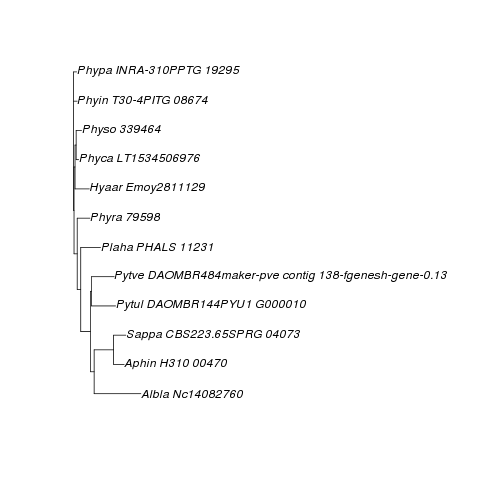 Phypa INRA-310PPTG 19295
Phyin T30-4PITG 08674
Physo 339464
Phyca LT1534506976
Hyaar Emoy2811129
Phyra 79598
Plaha PHALS 11231
Pytve DAOMBR484maker-pve contig 138-fgenesh-gene-0.13
Pytul DAOMBR144PYU1 G000010
Sappa CBS223.65SPRG 04073
Aphin H310 00470
Albla Nc14082760